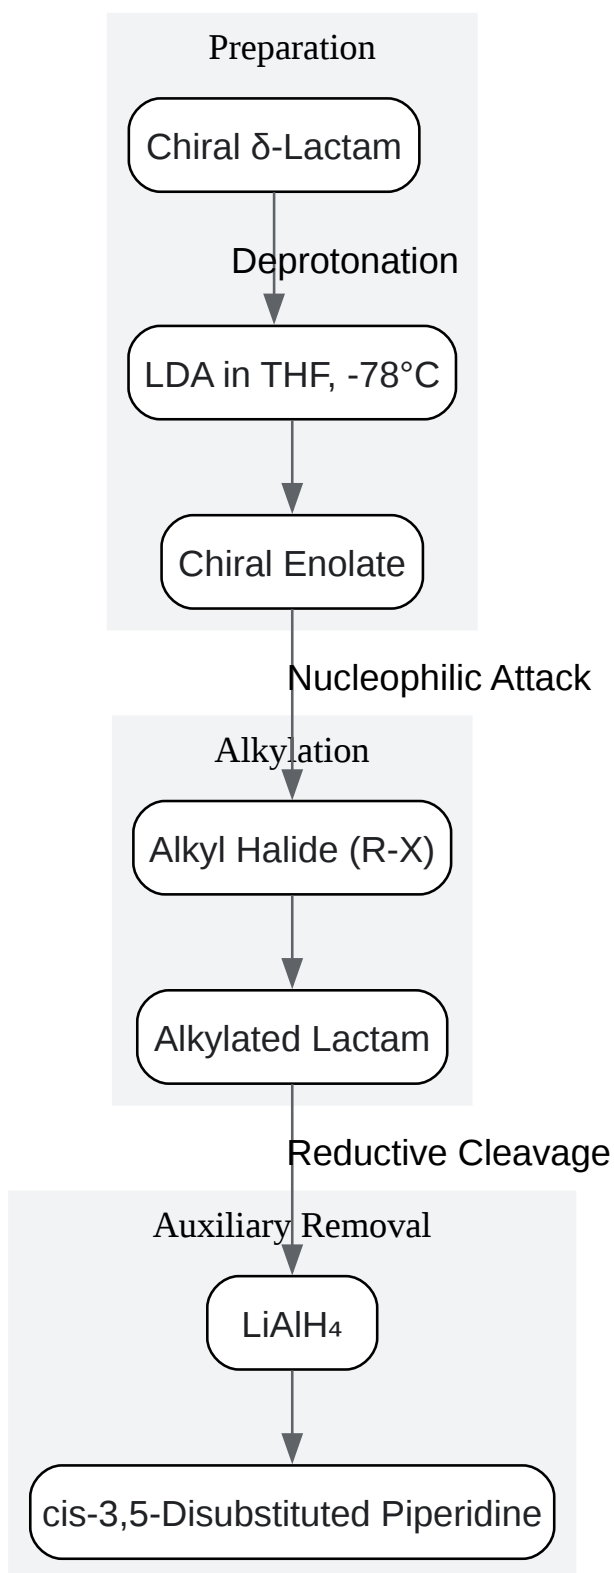 Preparation
Chiral δ-Lactam
Deprotonation
LDA in THF, -78°C
Chiral Enolate
Nucleophilic Attack
Alkylation
Alkyl Halide (R-X)
Alkylated Lactam
Reductive Cleavage
Auxiliary Removal
LiAlH₄
cis-3,5-Disubstituted Piperidine